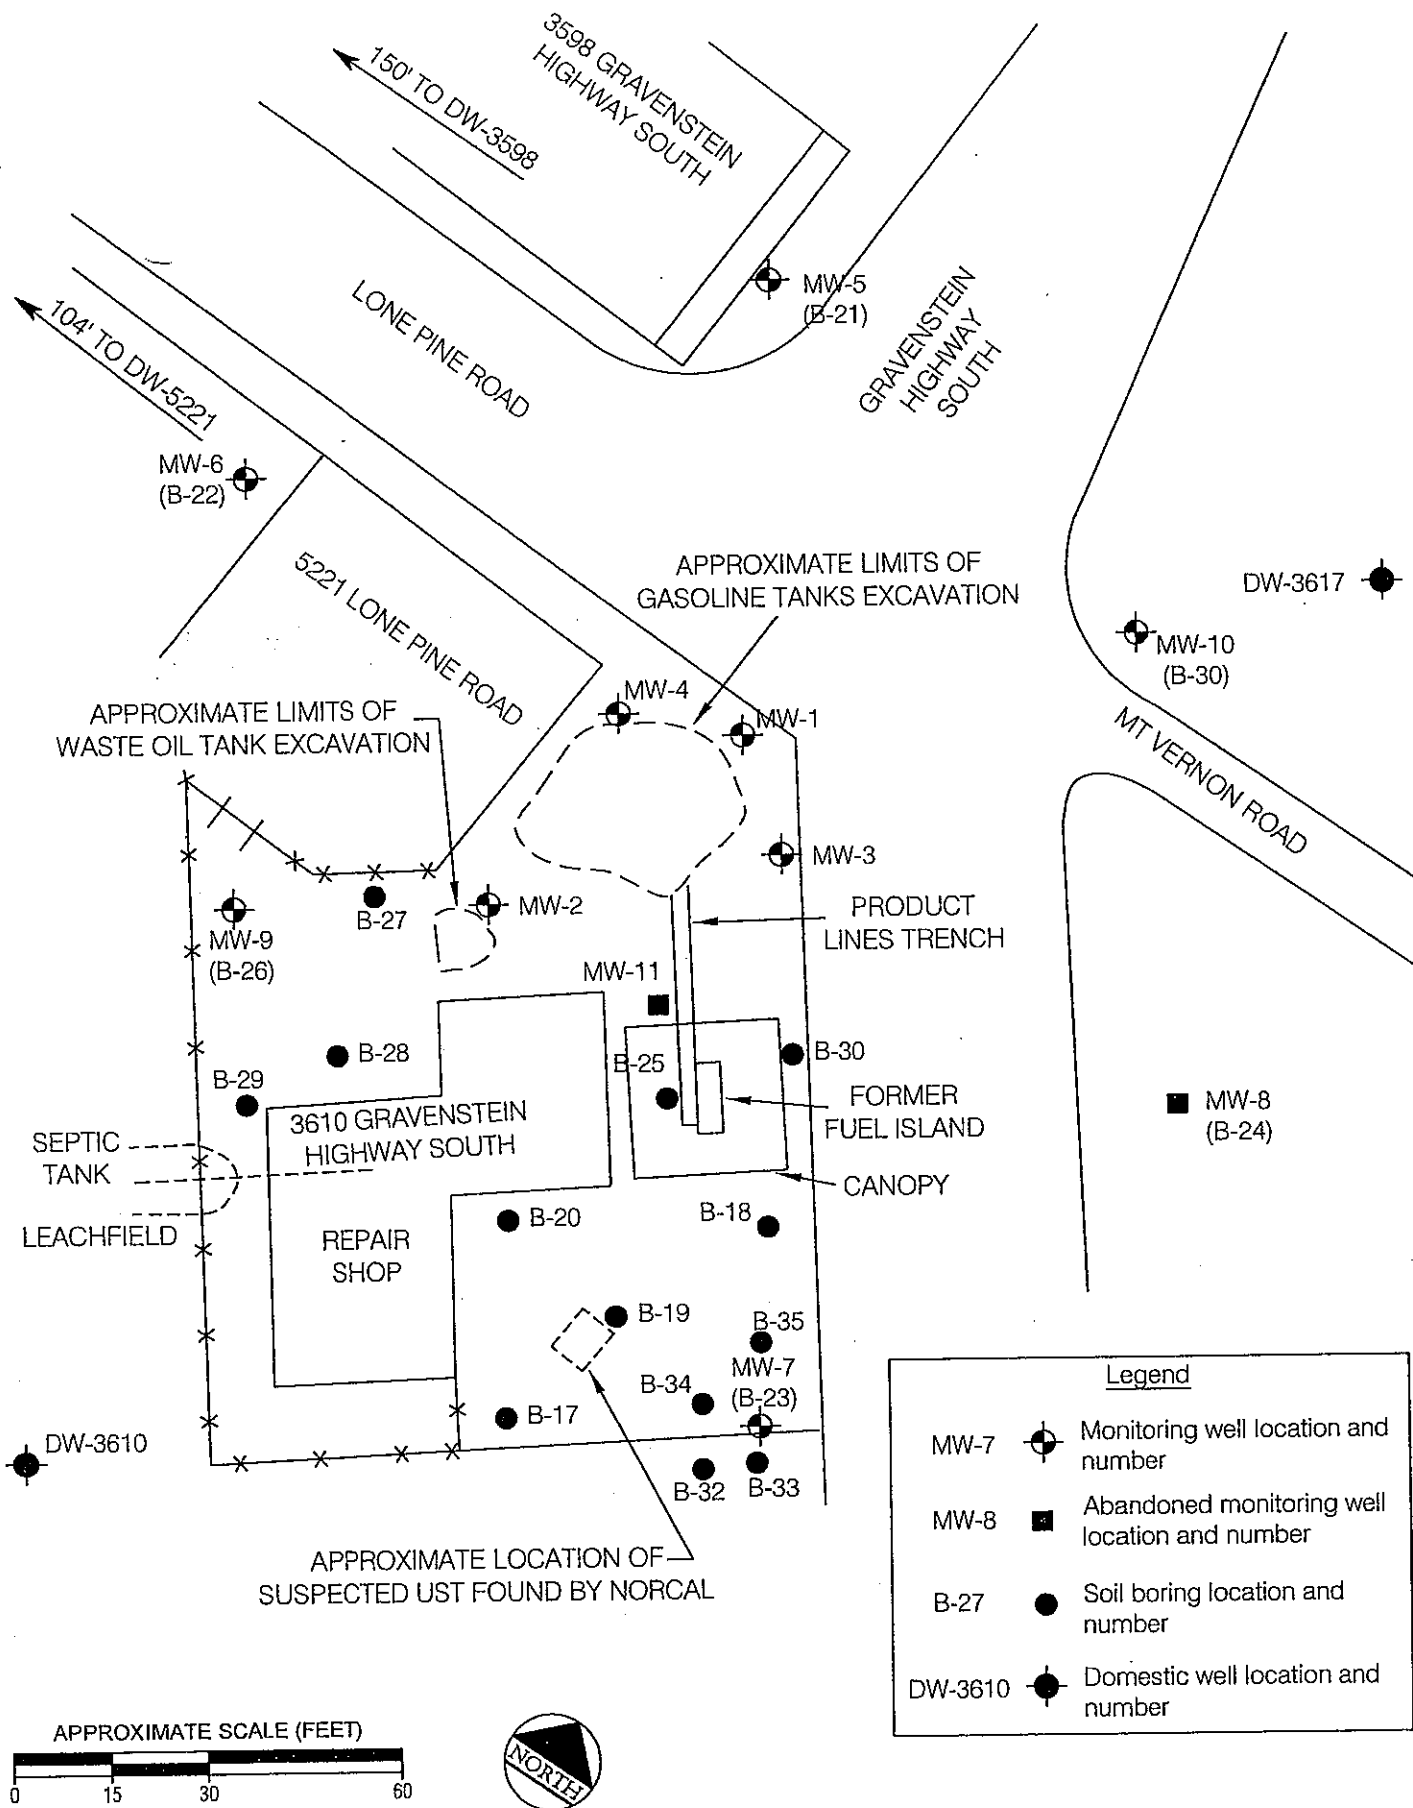 3598 GRAVENSTEIN
HIGHWAY SOUTH
150' TO DW-3598
MW-5
(B-21)
GRAVENSTEIN
HIGHWAY
SOUTH
LONE PINE ROAD
104' TO DW-5221
MW-6
(B-22)
5221 LONE PINE ROAD
APPROXIMATE LIMITS OF
GASOLINE TANKS EXCAVATION
DW-3617
MW-10
(B-30)
MT VERNON ROAD
MW-4
MW-1
APPROXIMATE LIMITS OF
WASTE OIL TANK EXCAVATION
MW-3
B-27
MW-2
PRODUCT
LINES TRENCH
MW-9
(B-26)
MW-11
B-28
B-30
B-25
B-29
FORMER
FUEL ISLAND
MW-8
(B-24)
3610 GRAVENSTEIN
HIGHWAY SOUTH
SEPTIC
TANK
CANOPY
LEACHFIELD
B-20
B-18
REPAIR
SHOP
B-19
B-35
MW-7
(B-23)
B-34
B-17
DW-3610
B-32
B-33
APPROXIMATE LOCATION OF
SUSPECTED UST FOUND BY NORCAL
Legend
MW-7 Monitoring well location and
number
MW-8 Abandoned monitoring well
location and number
B-27 Soil boring location and
number
DW-3610 Domestic well location and
number
APPROXIMATE SCALE (FEET)
0 15 30 60
NORTH